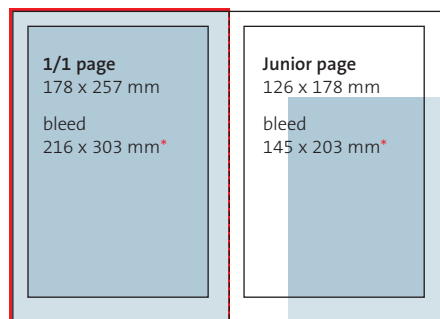 1/1 page
178 x 257 mm
bleed
216 x 303 mm*
Junior page
126 x 178 mm
bleed
145 x 203 mm*